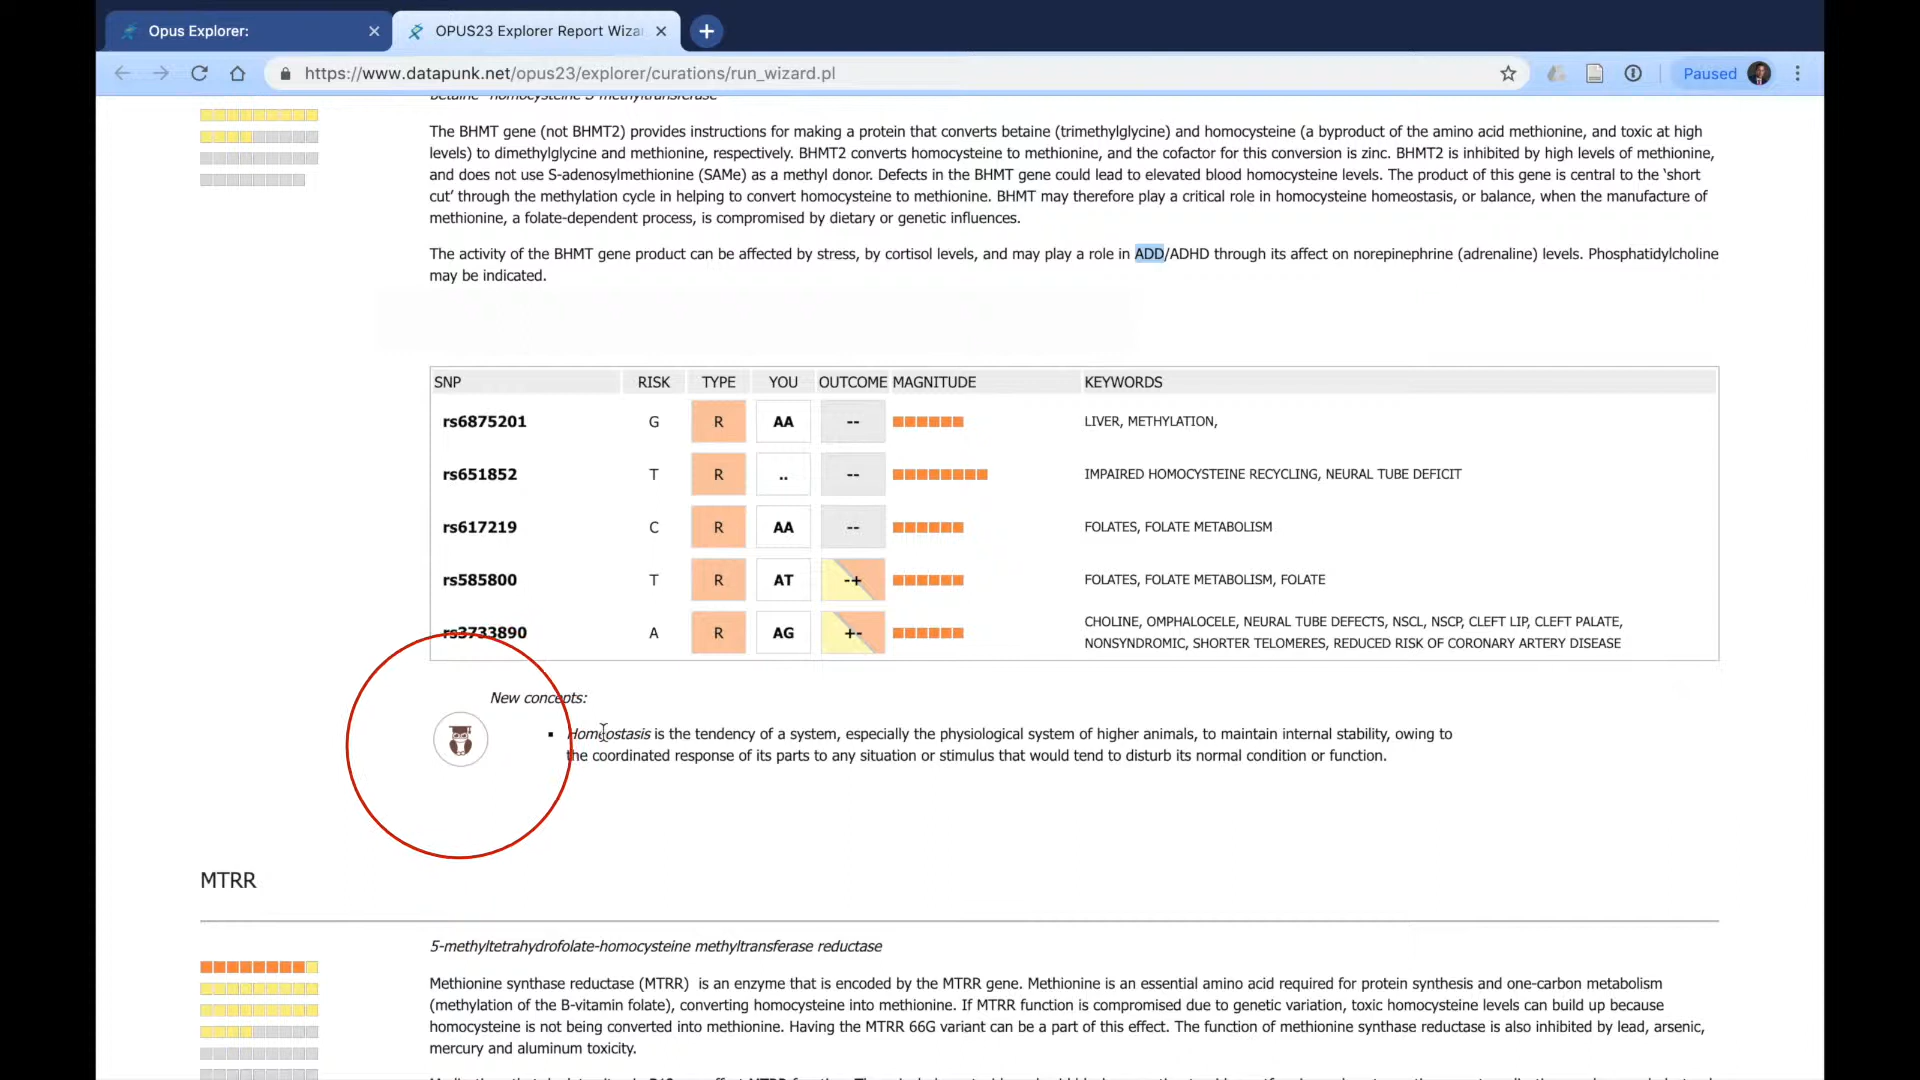 Opus Explorer:
OPUS23 Explorer Report Wiza
https://www.datapunk.net/opus23/explorer/curations/run_wizard.pl
Paused
betaine--homocysteine S-methyltransferase
The BHMT gene (not BHMT2) provides instructions for making a protein that converts betaine (trimethylglycine) and homocysteine (a byproduct of the amino acid methionine, and toxic at high
levels) to dimethylglycine and methionine, respectively. BHMT2 converts homocysteine to methionine, and the cofactor for this conversion is zinc. BHMT2 is inhibited by high levels of methionine,
and does not use S-adenosylmethionine (SAMe) as a methyl donor. Defects in the BHMT gene could lead to elevated blood homocysteine levels. The product of this gene is central to the ‘short
cut’ through the methylation cycle in helping to convert homocysteine to methionine. BHMT may therefore play a critical role in homocysteine homeostasis, or balance, when the manufacture of
methionine, a folate-dependent process, is compromised by dietary or genetic influences.
The activity of the BHMT gene product can be affected by stress, by cortisol levels, and may play a role in ADD/ADHD through its affect on norepinephrine (adrenaline) levels. Phosphatidylcholine
may be indicated.
SNP RISK TYPE YOU OUTCOME MAGNITUDE KEYWORDS
rs6875201 G R AA -- LIVER, METHYLATION,
rs651852 T R .. -- IMPAIRED HOMOCYSTEINE RECYCLING, NEURAL TUBE DEFICIT
rs617219 C R AA -- FOLATES, FOLATE METABOLISM
rs585800 T R AT -+ FOLATES, FOLATE METABOLISM, FOLATE
rs3733890 A R AG +- CHOLINE, OMPHALOCELE, NEURAL TUBE DEFECTS, NSCL, NSCP, CLEFT LIP, CLEFT PALATE,
NONSYNDROMIC, SHORTER TELOMERES, REDUCED RISK OF CORONARY ARTERY DISEASE
New concepts:
▪ Homeostasis is the tendency of a system, especially the physiological system of higher animals, to maintain internal stability, owing to
the coordinated response of its parts to any situation or stimulus that would tend to disturb its normal condition or function.
MTRR
5-methyltetrahydrofolate-homocysteine methyltransferase reductase
Methionine synthase reductase (MTRR)  is an enzyme that is encoded by the MTRR gene. Methionine is an essential amino acid required for protein synthesis and one-carbon metabolism
(methylation of the B-vitamin folate), converting homocysteine into methionine. If MTRR function is compromised due to genetic variation, toxic homocysteine levels can build up because
homocysteine is not being converted into methionine. Having the MTRR 66G variant can be a part of this effect. The function of methionine synthase reductase is also inhibited by lead, arsenic,
mercury and aluminum toxicity.